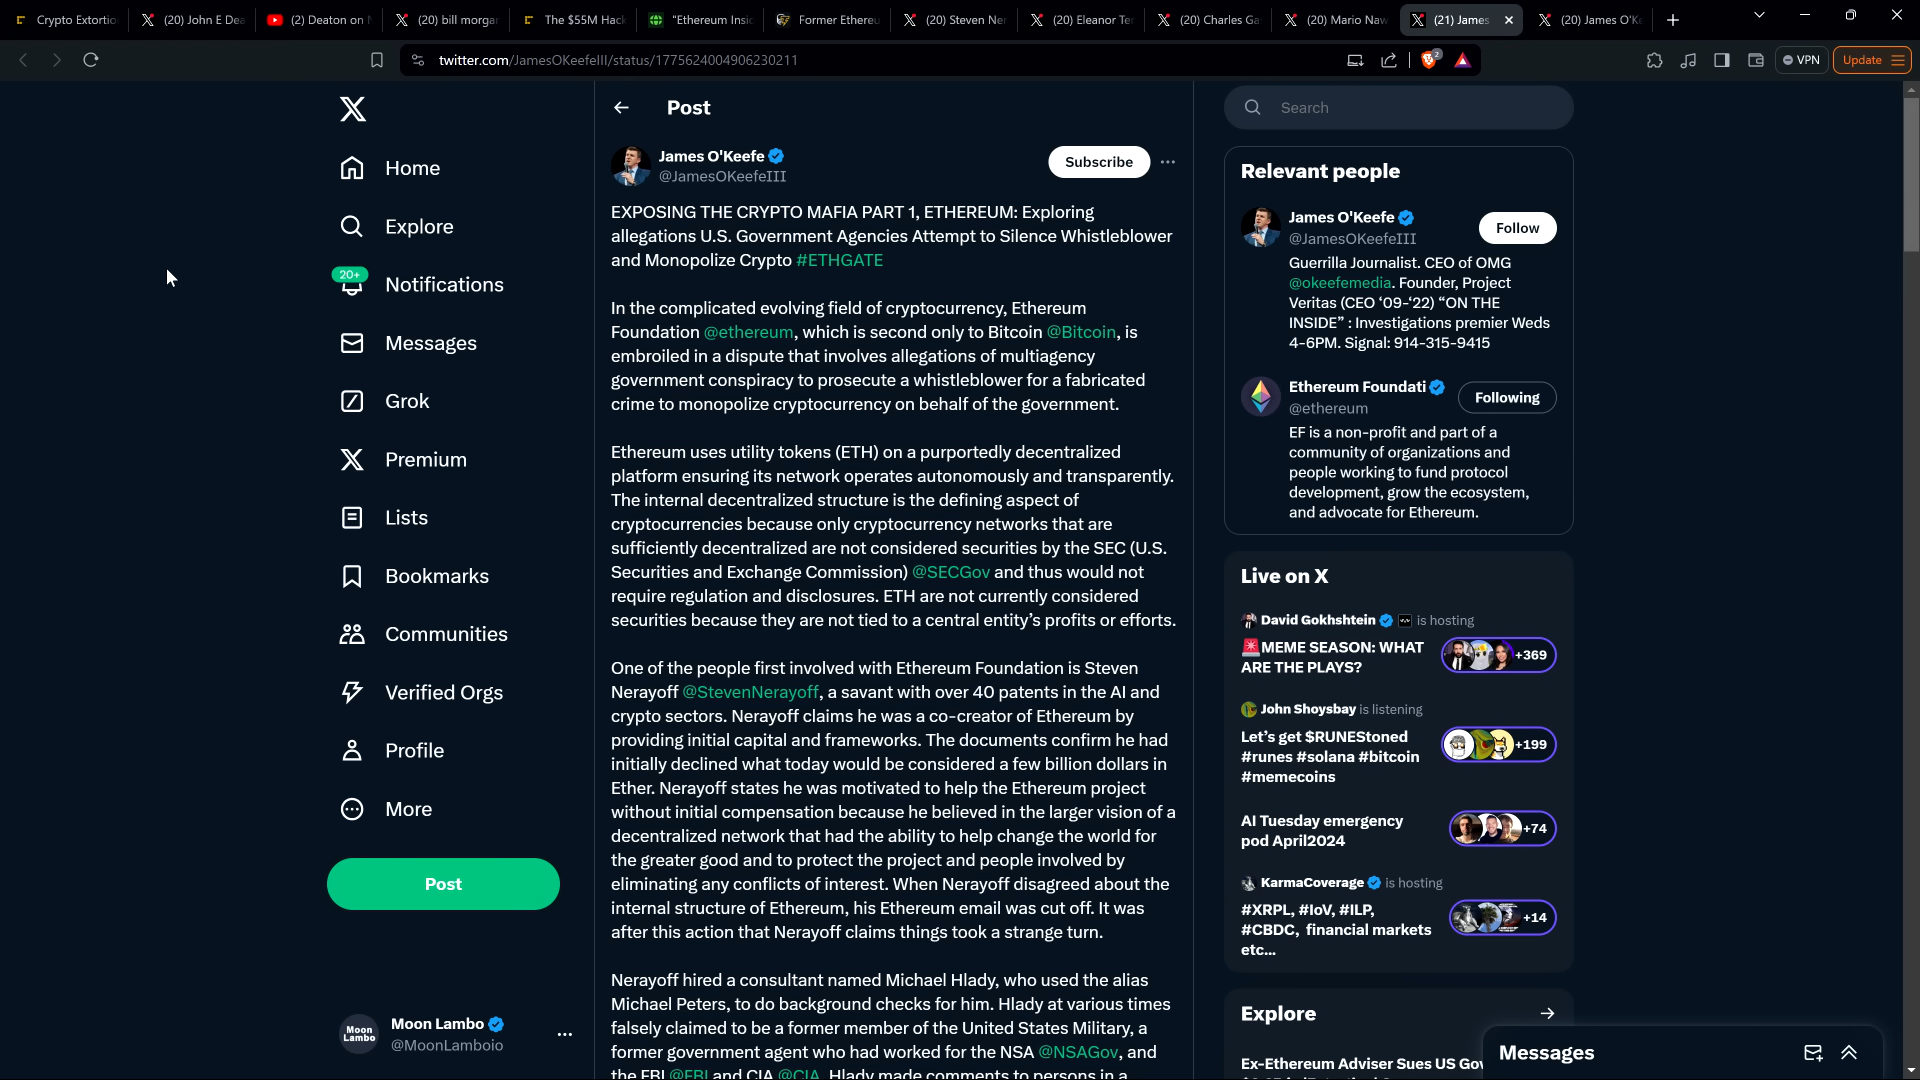 Crypto Extortio
(20) John E Dea
(2) Deaton on
(20) bill morga
The $55M Hac
"Ethereum Insi
Former Ethereu
(20) Steven Ner
(20) Eleanor Ter
(20) Charles Ga
(20) Mario Naw
(21) James
(20) James O'K
twitter.com/JamesOKeefeIII/status/1775624004906230211
2
VPN
Update
Home
Explore
20+
Notifications
Messages
Grok
Premium
Lists
Bookmarks
Communities
Verified Orgs
Profile
More
Post
Moon Lambo
Moon Lambo
@MoonLamboio
Post
James O'Keefe
@JamesOKeefeIII
Subscribe
EXPOSING THE CRYPTO MAFIA PART 1, ETHEREUM: Exploring
allegations U.S. Government Agencies Attempt to Silence Whistleblower
and Monopolize Crypto #ETHGATE
In the complicated evolving field of cryptocurrency, Ethereum
Foundation @ethereum, which is second only to Bitcoin @Bitcoin, is
embroiled in a dispute that involves allegations of multiagency
government conspiracy to prosecute a whistleblower for a fabricated
crime to monopolize cryptocurrency on behalf of the government.
Ethereum uses utility tokens (ETH) on a purportedly decentralized
platform ensuring its network operates autonomously and transparently.
The internal decentralized structure is the defining aspect of
cryptocurrencies because only cryptocurrency networks that are
sufficiently decentralized are not considered securities by the SEC (U.S.
Securities and Exchange Commission) @SECGov and thus would not
require regulation and disclosures. ETH are not currently considered
securities because they are not tied to a central entity's profits or efforts.
One of the people first involved with Ethereum Foundation is Steven
Nerayoff @StevenNerayoff, a savant with over 40 patents in the AI and
crypto sectors. Nerayoff claims he was a co-creator of Ethereum by
providing initial capital and frameworks. The documents confirm he had
initially declined what today would be considered a few billion dollars in
Ether. Nerayoff states he was motivated to help the Ethereum project
without initial compensation because he believed in the larger vision of a
decentralized network that had the ability to help change the world for
the greater good and to protect the project and people involved by
eliminating any conflicts of interest. When Nerayoff disagreed about the
internal structure of Ethereum, his Ethereum email was cut off. It was
after this action that Nerayoff claims things took a strange turn.
Nerayoff hired a consultant named Michael Hlady, who used the alias
Michael Peters, to do background checks for him. Hlady at various times
falsely claimed to be a former member of the United States Military, a
former government agent who had worked for the NSA @NSAGov, and
the FBI @FBI and CIA @CIA. Hlady made comments to persons in a
Search
Relevant people
James O'Keefe
@JamesOKeefeIII
Follow
Guerrilla Journalist. CEO of OMG
@okeefemedia. Founder, Project
Veritas (CEO ‘09-‘22) “ON THE
INSIDE” : Investigations premier Weds
4-6PM. Signal: 914-315-9415
Ethereum Foundati
@ethereum
Following
EF is a non-profit and part of a
community of organizations and
people working to fund protocol
development, grow the ecosystem,
and advocate for Ethereum.
Live on X
David Gokhshtein is hosting
🚨MEME SEASON: WHAT
ARE THE PLAYS?
+369
John Shoysbay is listening
Let's get $RUNEStoned
#runes #solana #bitcoin
#memecoins
+199
AI Tuesday emergency
pod April2024
+74
KarmaCoverage is hosting
#XRPL, #IoV, #ILP,
#CBDC, financial markets
etc...
+14
Explore
Ex-Ethereum Adviser Sues US Gov
Messages